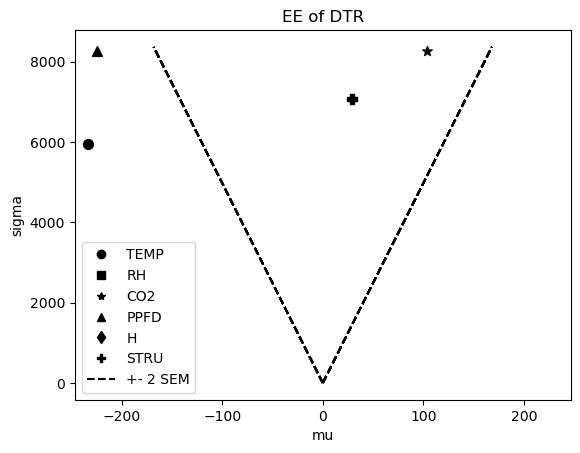 EE of DTR
8000
6000
4000
2000
0
sigma
TEMP
RH
CO2
PPFD
H
STRU
+- 2 SEM
−200
−100
0
100
200
mu